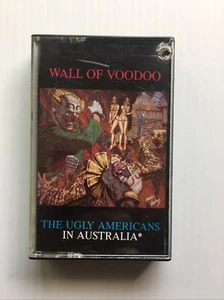 WALL OF VOODOO
THE UGLY AMERICANS
IN AUSTRALIA*